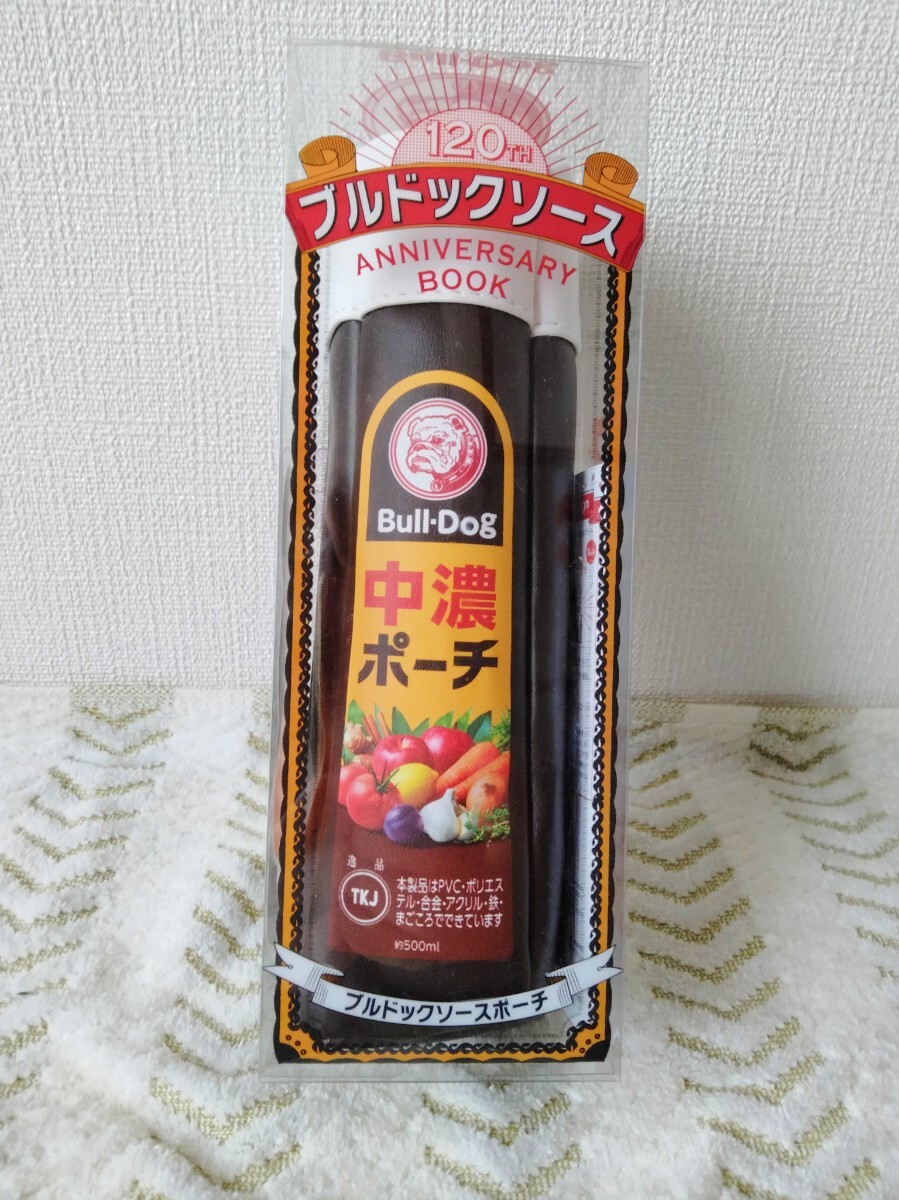 120TH
ブルドックソース
ANNIVERSARY
BOOK
Bull-Dog
中濃
ポーチ
逸品
TKJ
本製品はPVC・ポリエス
テル・合金・アクリル・鉄・
まごころでできています
約500ml
ブルドックソースポーチ